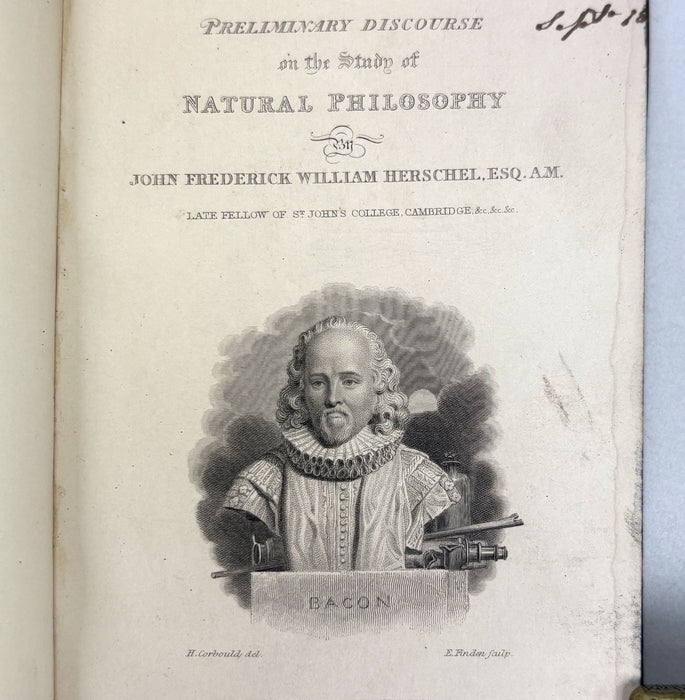 PRELIMINARY DISCOURSE
on the Study of
NATURAL PHILOSOPHY
By
JOHN FREDERICK WILLIAM HERSCHEL, ESQ. A.M.
LATE FELLOW OF ST JOHN'S COLLEGE, CAMBRIDGE, &c. &c. &c.
BACON
H. Corbould, del.
E. Finden sculp.